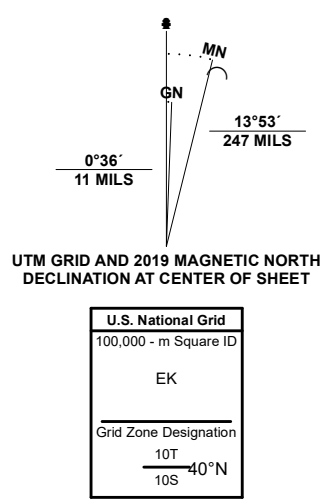 MN
GN
13°53´
247 MILS
0°36´
11 MILS
UTM GRID AND 2019 MAGNETIC NORTH
DECLINATION AT CENTER OF SHEET
U.S. National Grid
100,000 - m Square ID
EK
Grid Zone Designation
10T
40°N
10S